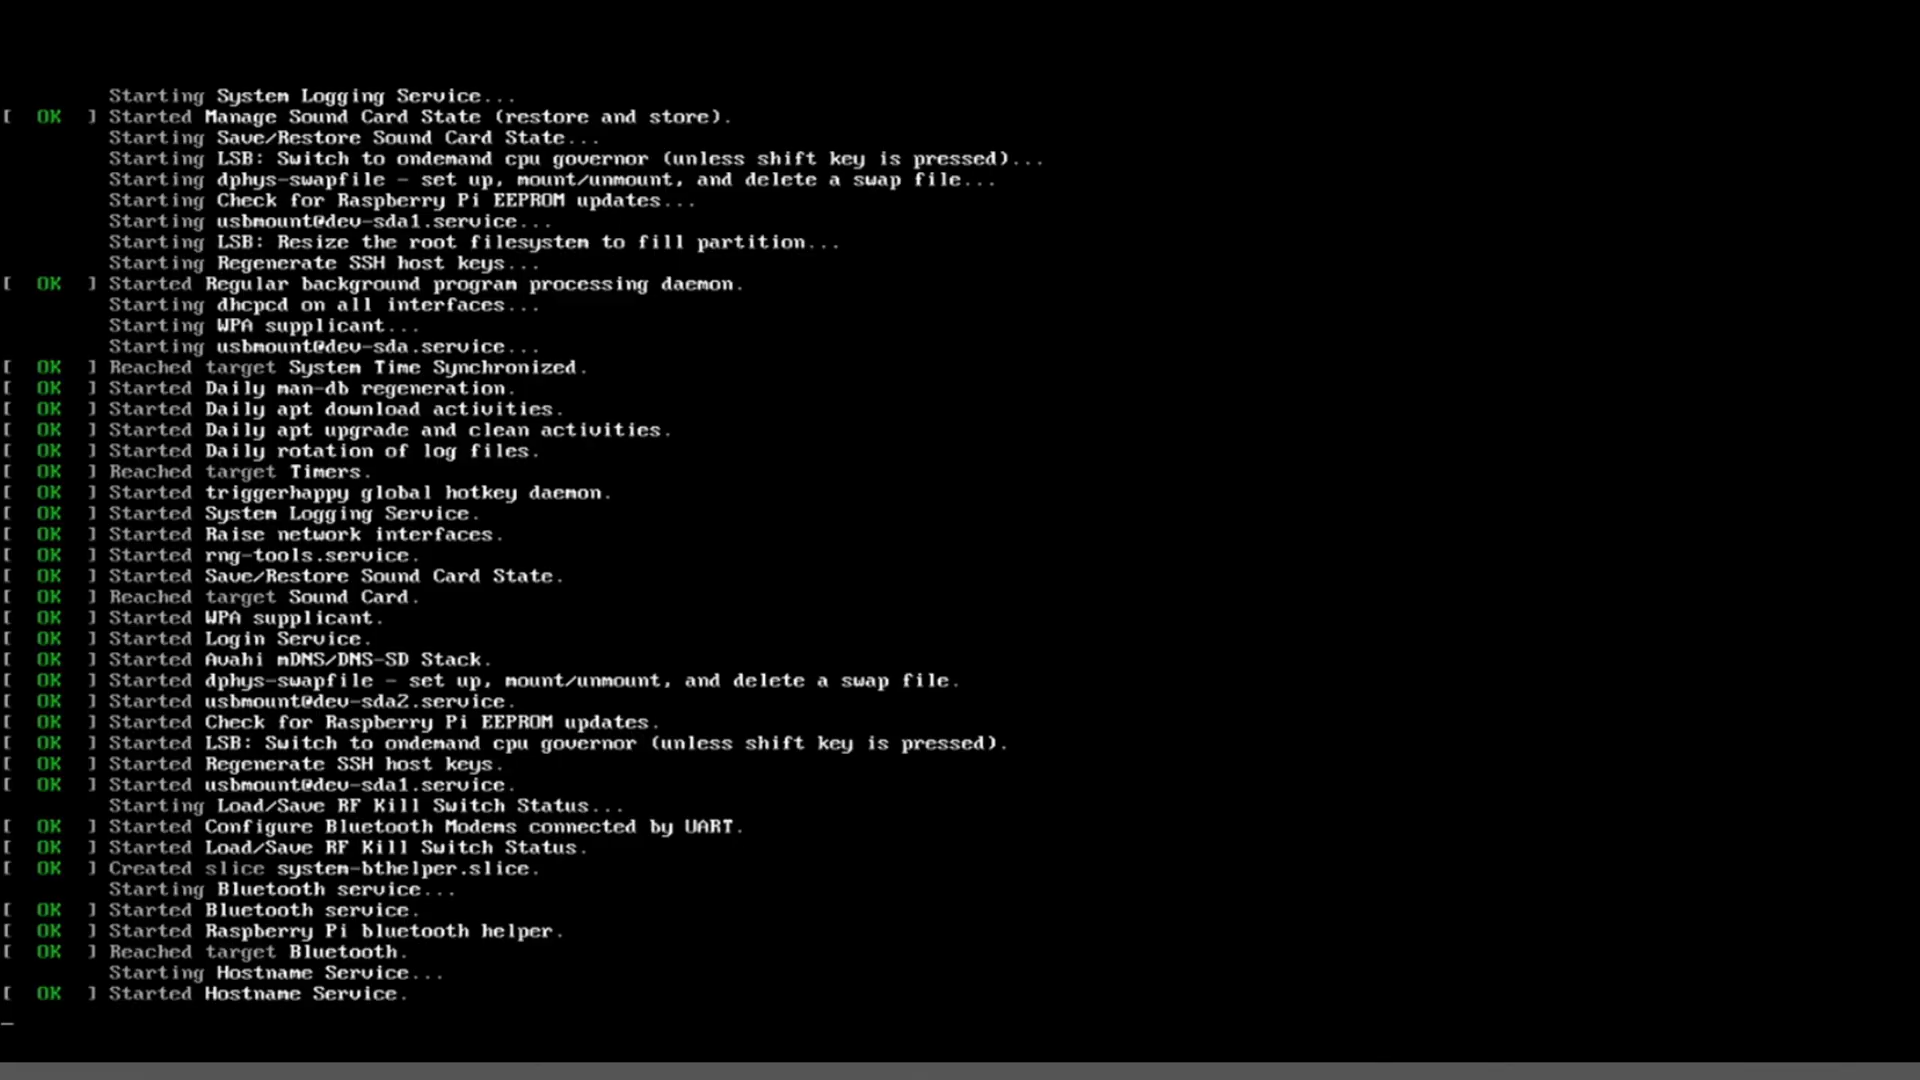 Starting System Logging Service...
[ OK ] Started Manage Sound Card State (restore and store).
Starting Save/Restore Sound Card State...
Starting LSB: Switch to ondemand cpu governor (unless shift key is pressed)...
Starting dphys-swapfile - set up, mount/unmount, and delete a swap file...
Starting Check for Raspberry Pi EEPROM updates...
Starting usbmount@dev-sda1.service...
Starting LSB: Resize the root filesystem to fill partition...
Starting Regenerate SSH host keys...
[ OK ] Started Regular background program processing daemon.
Starting dhcpcd on all interfaces...
Starting WPA supplicant...
Starting usbmount@dev-sda.service...
[ OK ] Reached target System Time Synchronized.
[ OK ] Started Daily man-db regeneration.
[ OK ] Started Daily apt download activities.
[ OK ] Started Daily apt upgrade and clean activities.
[ OK ] Started Daily rotation of log files.
[ OK ] Reached target Timers.
[ OK ] Started triggerhappy global hotkey daemon.
[ OK ] Started System Logging Service.
[ OK ] Started Raise network interfaces.
[ OK ] Started rng-tools.service.
[ OK ] Started Save/Restore Sound Card State.
[ OK ] Reached target Sound Card.
[ OK ] Started WPA supplicant.
[ OK ] Started Login Service.
[ OK ] Started Avahi mDNS/DNS-SD Stack.
[ OK ] Started dphys-swapfile - set up, mount/unmount, and delete a swap file.
[ OK ] Started usbmount@dev-sda2.service.
[ OK ] Started Check for Raspberry Pi EEPROM updates.
[ OK ] Started LSB: Switch to ondemand cpu governor (unless shift key is pressed).
[ OK ] Started Regenerate SSH host keys.
[ OK ] Started usbmount@dev-sda1.service.
Starting Load/Save RF Kill Switch Status...
[ OK ] Started Configure Bluetooth Modems connected by UART.
[ OK ] Started Load/Save RF Kill Switch Status.
[ OK ] Created slice system-bthelper.slice.
Starting Bluetooth service...
[ OK ] Started Bluetooth service.
[ OK ] Started Raspberry Pi bluetooth helper.
[ OK ] Reached target Bluetooth.
Starting Hostname Service...
[ OK ] Started Hostname Service.